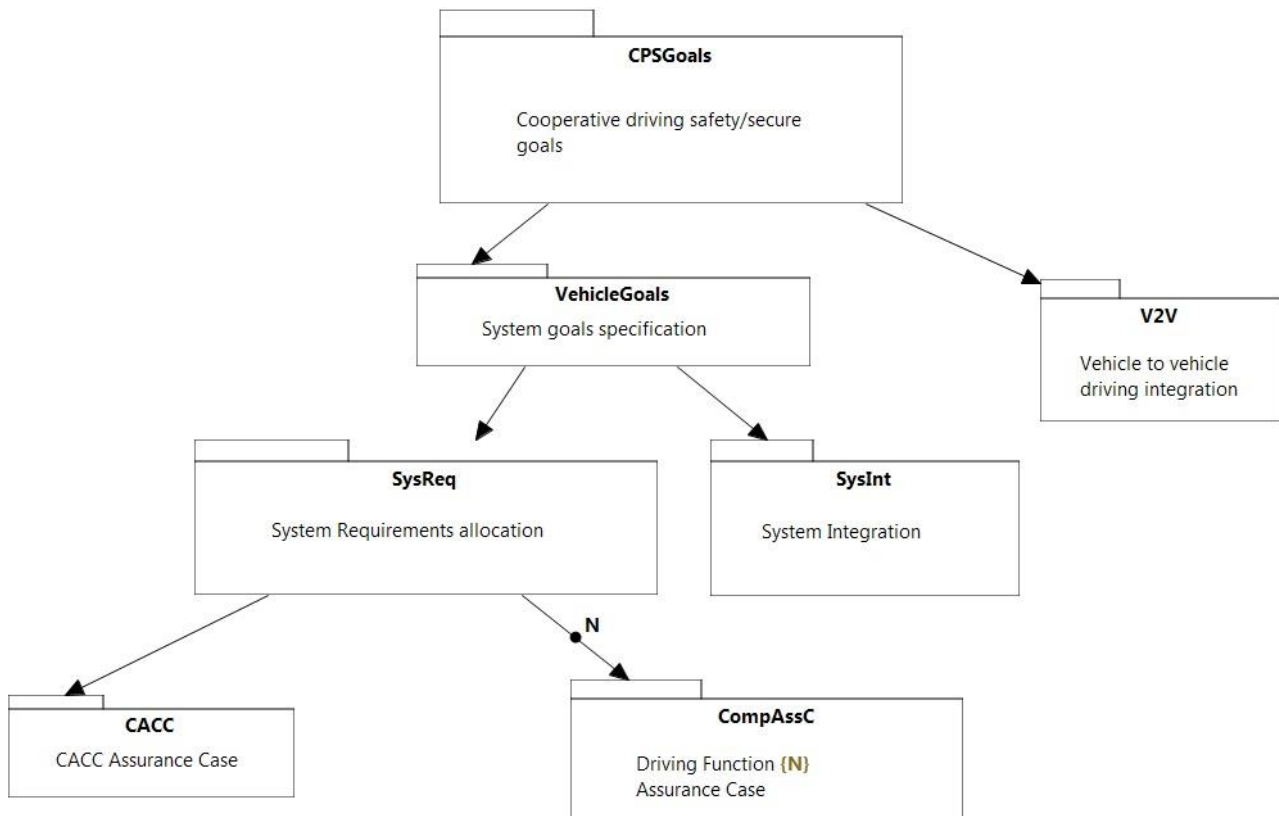 CPSGoals
Cooperative driving safety/secure
goals
VehicleGoals
System goals specification
V2V
Vehicle to vehicle
driving integration
SysReq
System Requirements allocation
SysInt
System Integration
N
CACC
CACC Assurance Case
CompAssC
Driving Function {N}
Assurance Case